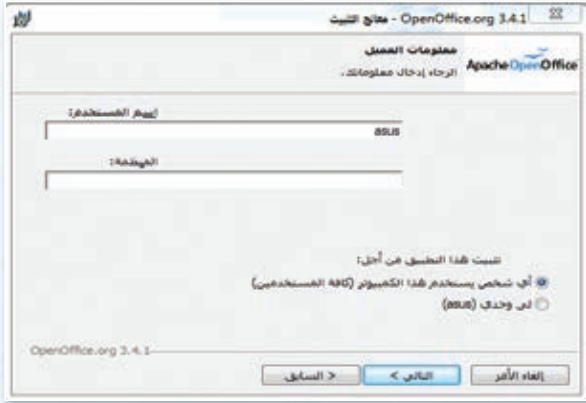 OpenOffice.org 3.4.1 - معالج التثبيت
معلومات العميل
الرجاء إدخال معلوماتك.
Apache OpenOffice
إسم المستخدم:
asus
المنظمة:
تثبيت هذا التطبيق من أجل:
أي شخص يستخدم هذا الكمبيوتر (كافة المستخدمين)
لي وحدي (asus)
OpenOffice.org 3.4.1
إلغاء الأمر
التالي >
< السابق